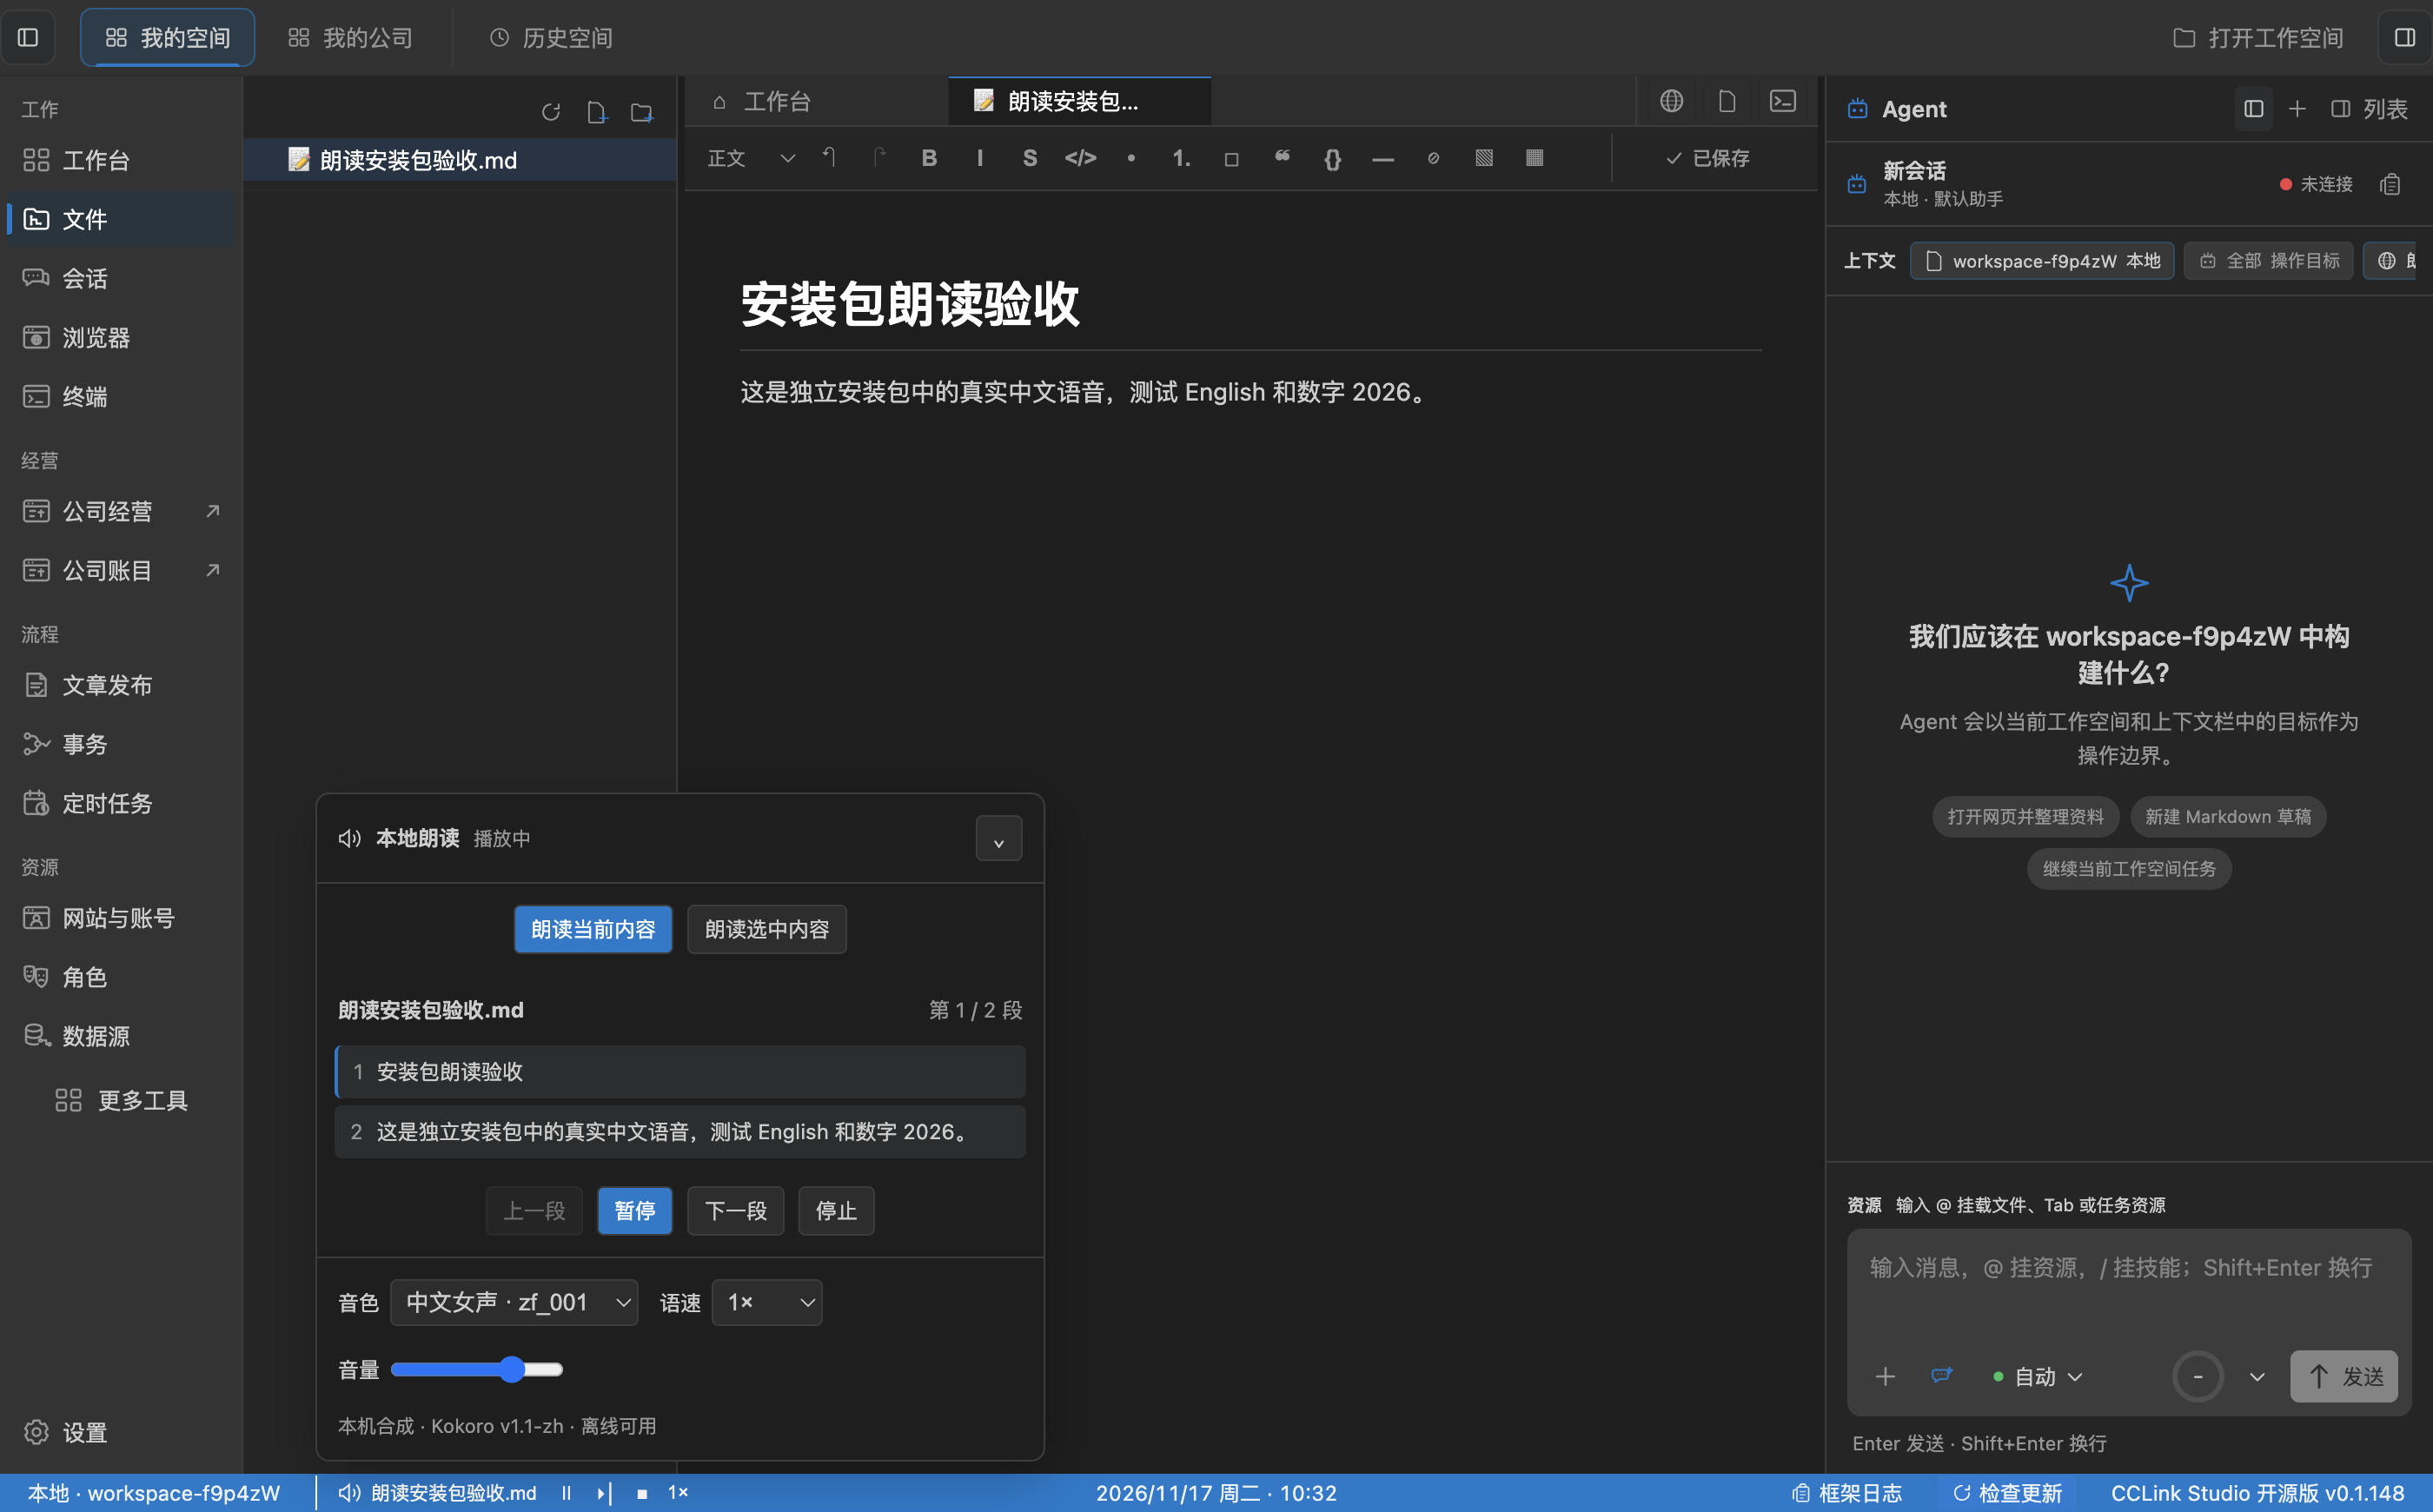 我的空间
我的公司
历史空间
打开工作空间
工作
工作台
文件
会话
浏览器
终端
经营
公司经营
公司账目
流程
文章发布
事务
定时任务
资源
网站与账号
角色
数据源
更多工具
设置
朗读安装包验收.md
工作台
朗读安装包...
正文
B I S </> • 1. {} —
已保存
安装包朗读验收
这是独立安装包中的真实中文语音，测试 English 和数字 2026。
本地朗读 播放中
朗读当前内容 朗读选中内容
朗读安装包验收.md 第 1 / 2 段
1 安装包朗读验收
2 这是独立安装包中的真实中文语音，测试 English 和数字 2026。
上一段 暂停 下一段 停止
音色 中文女声 · zf_001 语速 1×
音量
本机合成 · Kokoro v1.1-zh · 离线可用
Agent
列表
新会话
本地 · 默认助手
未连接
上下文 workspace-f9p4zW 本地 全部 操作目标
我们应该在 workspace-f9p4zW 中构
建什么?
Agent 会以当前工作空间和上下文栏中的目标作为
操作边界。
打开网页并整理资料 新建 Markdown 草稿
继续当前工作空间任务
资源 输入 @ 挂载文件、Tab 或任务资源
输入消息，@ 挂资源，/ 挂技能；Shift+Enter 换行
自动 - 发送
Enter 发送 · Shift+Enter 换行
本地 · workspace-f9p4zW 朗读安装包验收.md 1× 2026/11/17 周二 · 10:32 框架日志 检查更新 CCLink Studio 开源版 v0.1.148